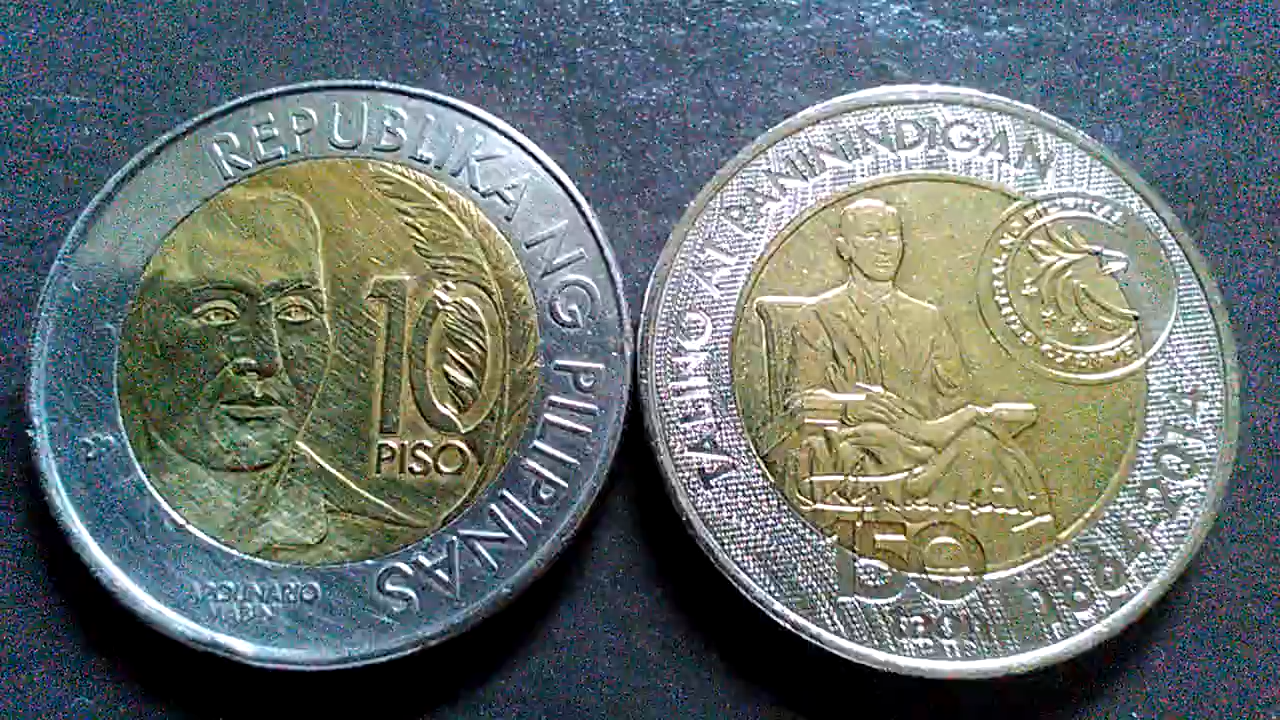 REPUBLIKA NG PILIPINAS
10
PISO
APOLINARIO
MABINI
TALINO AT PANININDIGAN
150